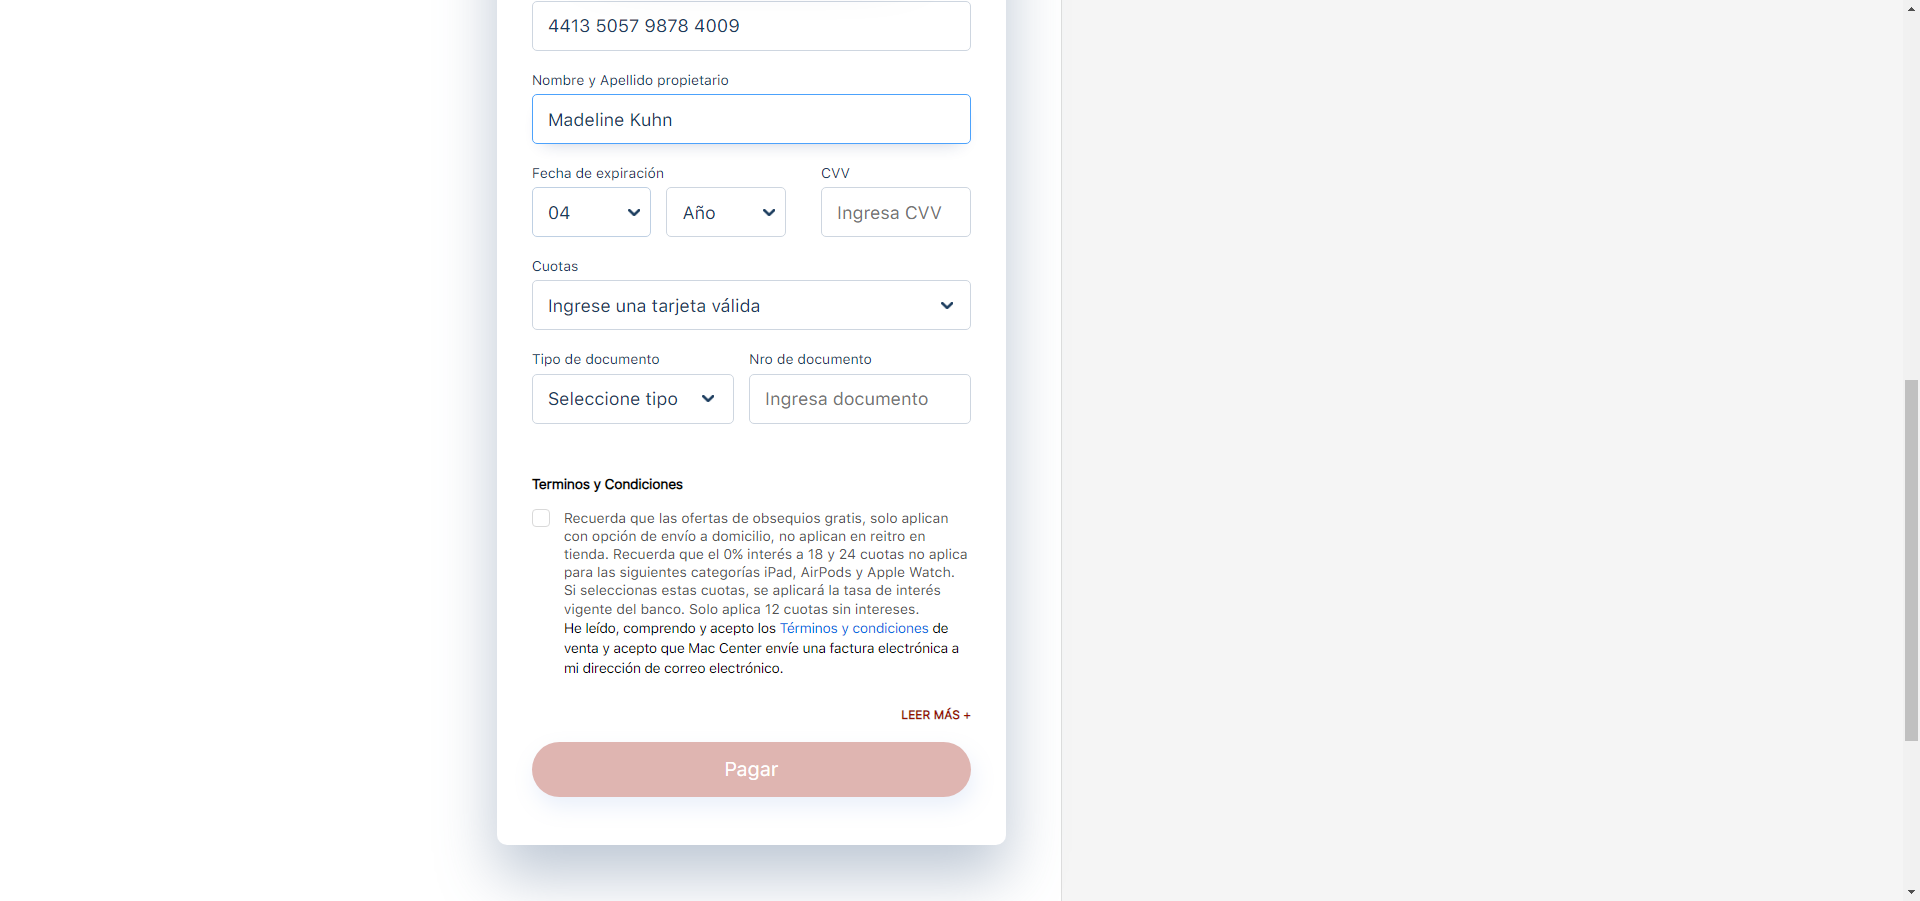 4413 5057 9878 4009
Nombre y Apellido propietario
Madeline Kuhn
Fecha de expiración
CVV
04
Año
Ingresa CVV
Cuotas
Ingrese una tarjeta válida
Tipo de documento
Nro de documento
Seleccione tipo
Ingresa documento
Terminos y Condiciones
Recuerda que las ofertas de obsequios gratis, solo aplican
con opción de envío a domicilio, no aplican en reitro en
tienda. Recuerda que el 0% interés a 18 y 24 cuotas no aplica
para las siguientes categorías iPad, AirPods y Apple Watch.
Si seleccionas estas cuotas, se aplicará la tasa de interés
vigente del banco. Solo aplica 12 cuotas sin intereses.
He leído, comprendo y acepto los Términos y condiciones de
venta y acepto que Mac Center envíe una factura electrónica a
mi dirección de correo electrónico.
LEER MÁS +
Pagar